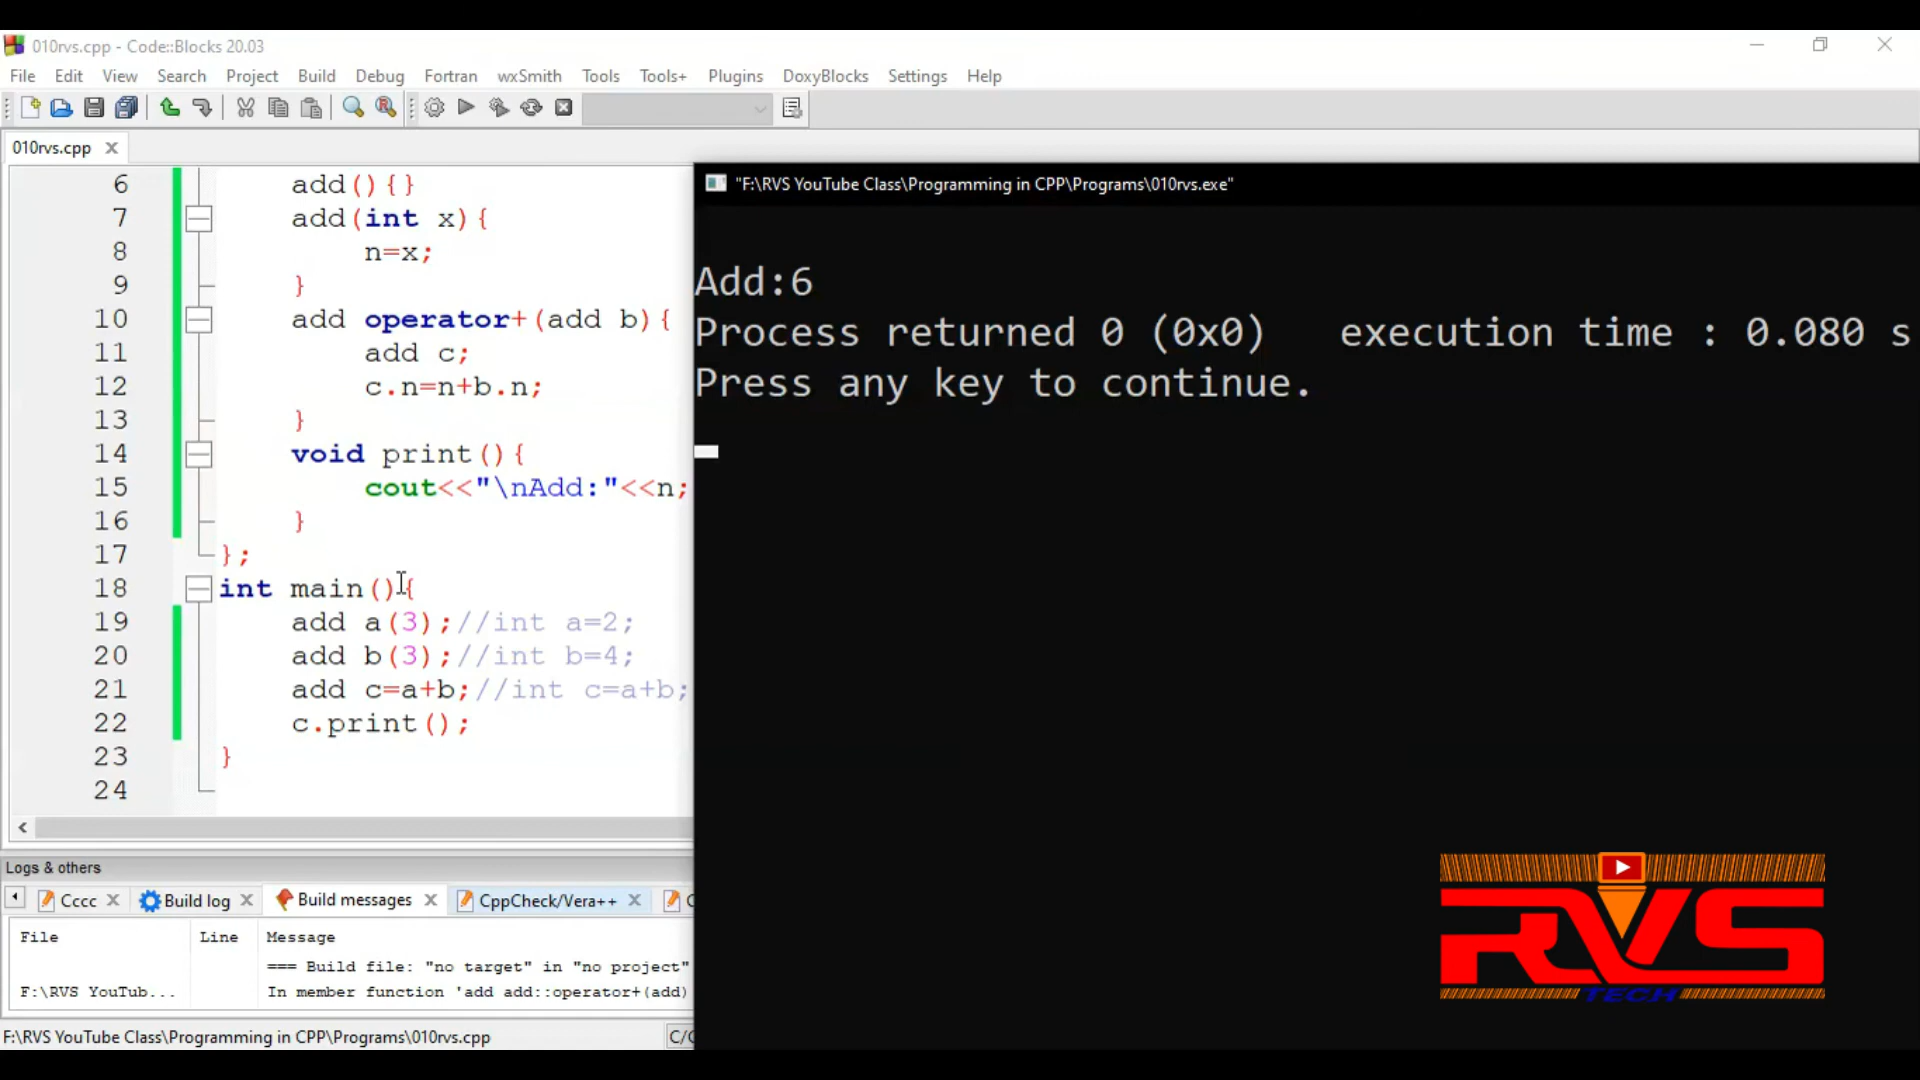 010rvs.cpp - Code::Blocks 20.03
File Edit View Search Project Build Debug Fortran wxSmith Tools Tools+ Plugins DoxyBlocks Settings Help
010rvs.cpp
6 add(){}
7 add(int x){
8 n=x;
9 }
10 add operator+(add b){
11 add c;
12 c.n=n+b.n;
13 }
14 void print(){
15 cout<<"\nAdd:"<<n;
16 }
17 };
18 int main(){
19 add a(3);//int a=2;
20 add b(3);//int b=4;
21 add c=a+b;//int c=a+b;
22 c.print();
23 }
24
"F:\RVS YouTube Class\Programming in CPP\Programs\010rvs.exe"
Add:6
Process returned 0 (0x0) execution time : 0.080 s
Press any key to continue.
Logs & others
Cccc Build log Build messages CppCheck/Vera++ C
File Line Message
=== Build file: "no target" in "no project"
F:\RVS YouTub... In member function 'add add::operator+(add)
F:\RVS YouTube Class\Programming in CPP\Programs\010rvs.cpp C/C
RVS
TECH